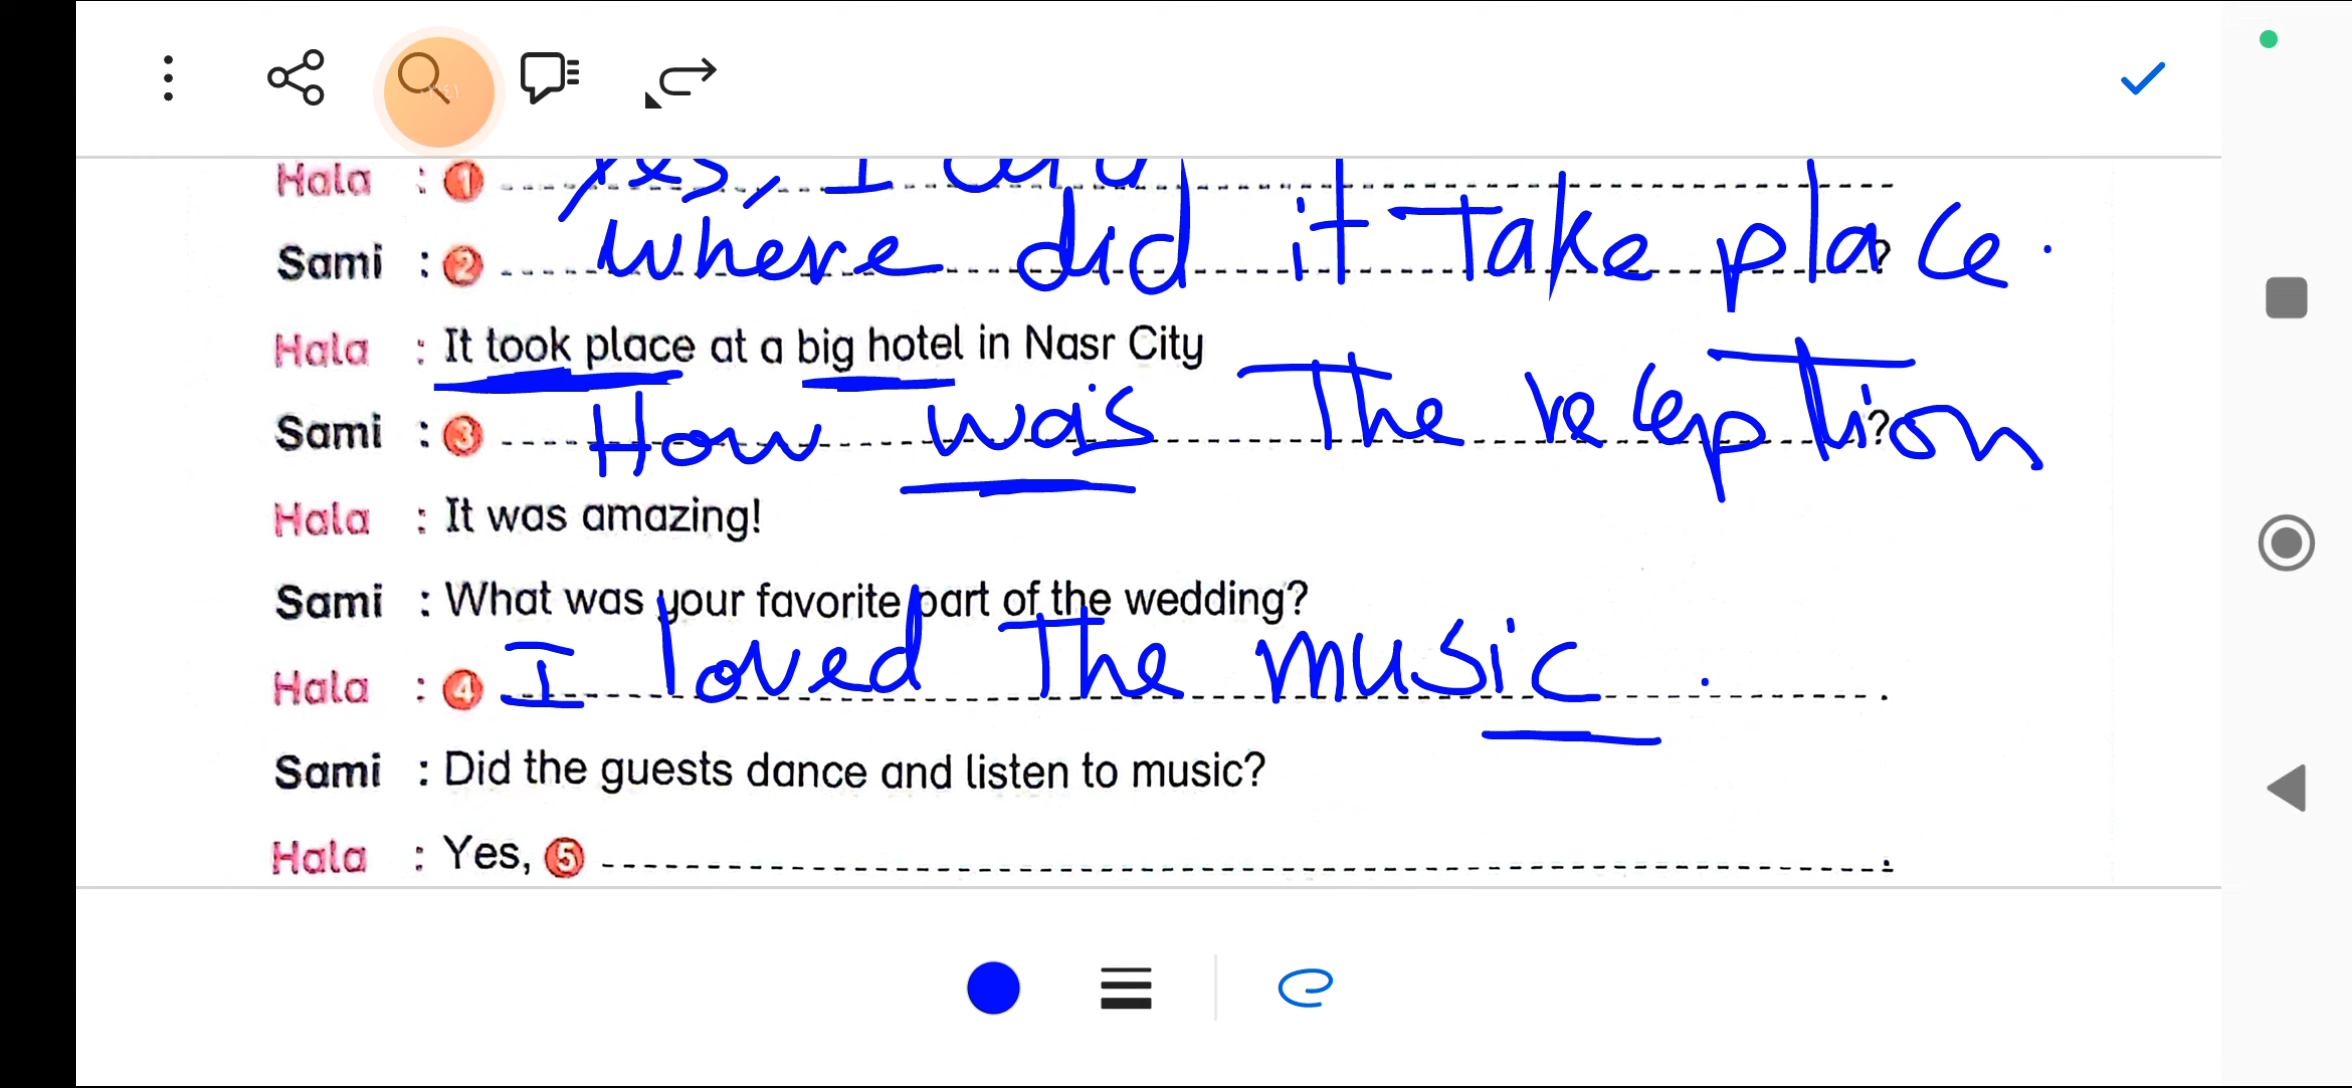 Hala : 1 Yes, I did
Sami : 2 where did it Take place. ?
Hala : It took place at a big hotel in Nasr City
Sami : 3 How was The reception ?
Hala : It was amazing!
Sami : What was your favorite part of the wedding?
Hala : 4 I loved The music .
Sami : Did the guests dance and listen to music?
Hala : Yes, 5 .